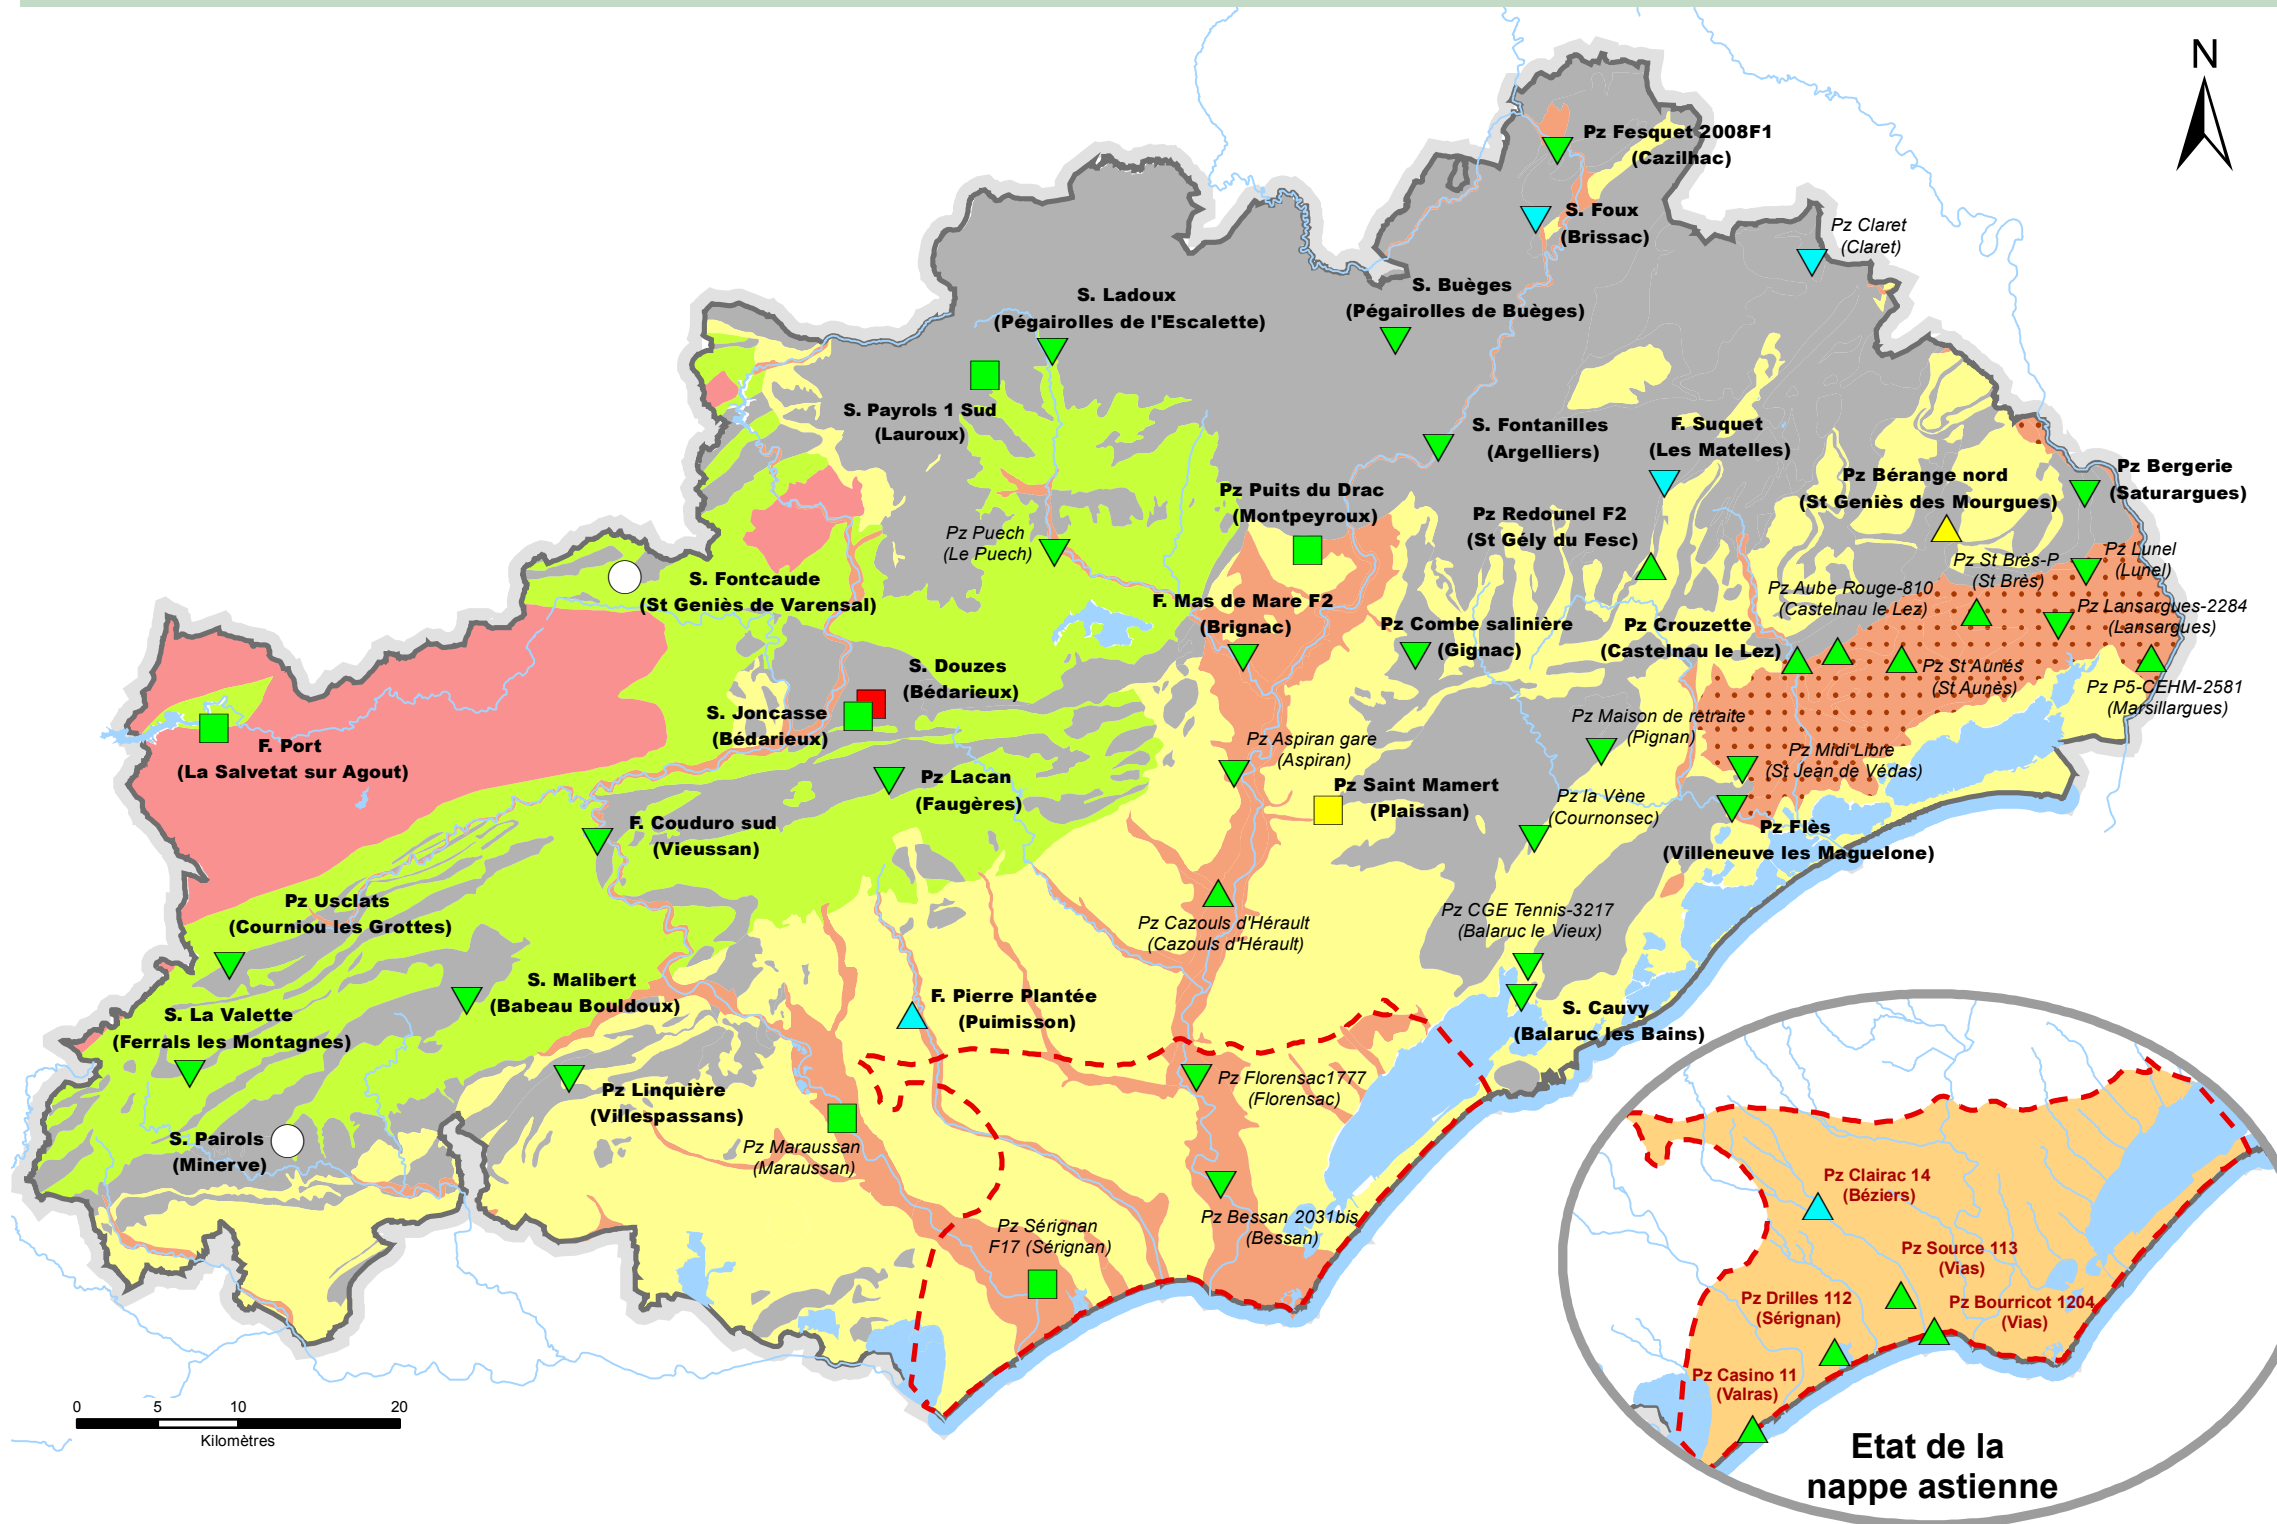 N
Pz Fesquet 2008F1
(Cazilhac)
S. Foux
(Brissac)
Pz Claret
(Claret)
S. Ladoux
(Pégairolles de l'Escalette)
S. Buèges
(Pégairolles de Buèges)
S. Payrols 1 Sud
(Lauroux)
S. Fontanilles
(Argelliers)
F. Suquet
(Les Matelles)
Pz Bérange nord
(St Geniès des Mourgues)
Pz Bergerie
(Saturargues)
Pz Puits du Drac
(Montpeyroux)
Pz Redounel F2
(St Gély du Fesc)
Pz Puech
(Le Puech)
Pz St Brès-P
(St Brès)
Pz Lunel
(Lunel)
S. Fontcaude
(St Geniès de Varensal)
Pz Aube Rouge-810
(Castelnau le Lez)
F. Mas de Mare F2
(Brignac)
Pz Lansargues-2284
(Lansargues)
Pz Combe salinière
(Gignac)
Pz Crouzette
(Castelnau le Lez)
S. Douzes
(Bédarieux)
Pz St Aunés
(St Aunès)
Pz P5-CEHM-2581
(Marsillargues)
S. Joncasse
(Bédarieux)
Pz Maison de retraite
(Pignan)
F. Port
(La Salvetat sur Agout)
Pz Aspiran gare
(Aspiran)
Pz Midi Libre
(St Jean de Védas)
Pz Lacan
(Faugères)
Pz Saint Mamert
(Plaissan)
Pz la Vène
(Cournonsec)
F. Couduro sud
(Vieussan)
Pz Flès
(Villeneuve les Maguelone)
Pz Usclats
(Courniou les Grottes)
Pz Cazouls d'Hérault
(Cazouls d'Hérault)
Pz CGE Tennis-3217
(Balaruc le Vieux)
S. Malibert
(Babeau Bouldoux)
F. Pierre Plantée
(Puimisson)
S. La Valette
(Ferrals les Montagnes)
S. Cauvy
(Balaruc les Bains)
Pz Linquière
(Villespassans)
Pz Florensac1777
(Florensac)
S. Pairols
(Minerve)
Pz Maraussan
(Maraussan)
Pz Sérignan
F17 (Sérignan)
Pz Bessan 2031bis
(Bessan)
Pz Clairac 14
(Béziers)
Pz Source 113
(Vias)
Pz Drilles 112
(Sérignan)
Pz Bourricot 1204
(Vias)
Pz Casino 11
(Valras)
0 5 10 20
Kilomètres
Etat de la
nappe astienne